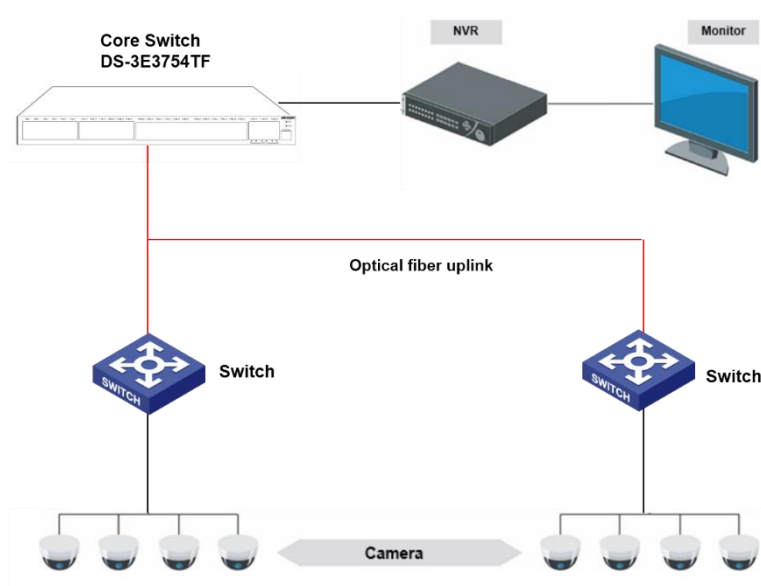 Core Switch
DS-3E3754TF
NVR
Monitor
Optical fiber uplink
SWITCH
Switch
SWITCH
Switch
Camera